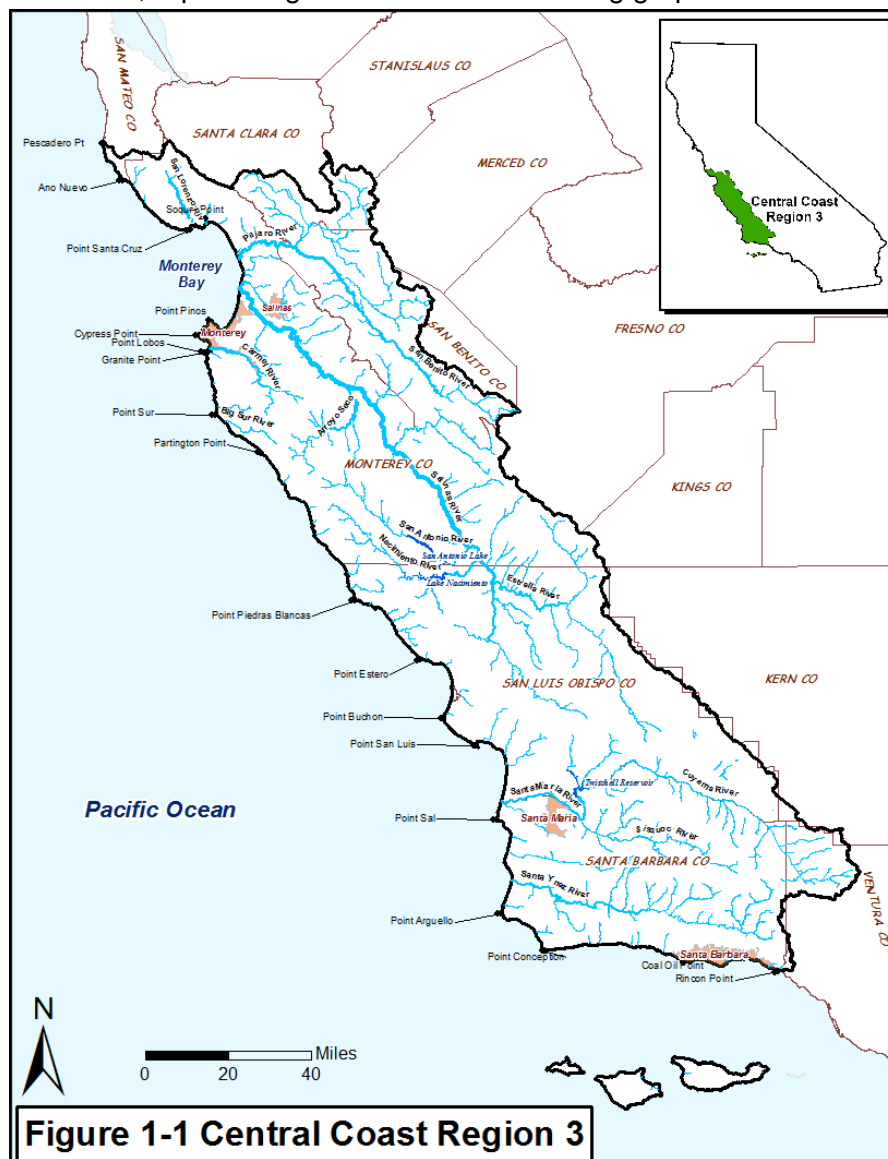 SAN MATEO CO
STANISLAUS CO
SANTA CLARA CO
MERCED CO
Central Coast
Region 3
Pescadero Pt
Ano Nuevo
San Lorenzo Riv
Soquel Point
Point Santa Cruz
Pajaro River
Monterey
Bay
Point Pinos
Salinas
Cypress Point
Monterey
Point Lobos
Granite Point
Carmel River
SAN BENITO CO
San Benito River
FRESNO CO
Point Sur
Big Sur River
Arroyo Seco
Partington Point
MONTEREY CO
Salinas River
KINGS CO
San Antonio River
San Antonio Lake
Nacimiento River
Lake Nacimiento
Estrella River
Point Piedras Blancas
Point Estero
SAN LUIS OBISPO CO
KERN CO
Point Buchon
Point San Luis
Twitchell Reservoir
Cuyama River
Santa Maria River
Pacific Ocean
Point Sal
Santa Maria
Sisquoc River
SANTA BARBARA CO
Santa Ynez River
VENTURA CO
Point Arguello
Point Conception
Santa Barbara
Coal Oil Point
Rincon Point
N
Miles
0 20 40
Figure 1-1 Central Coast Region 3